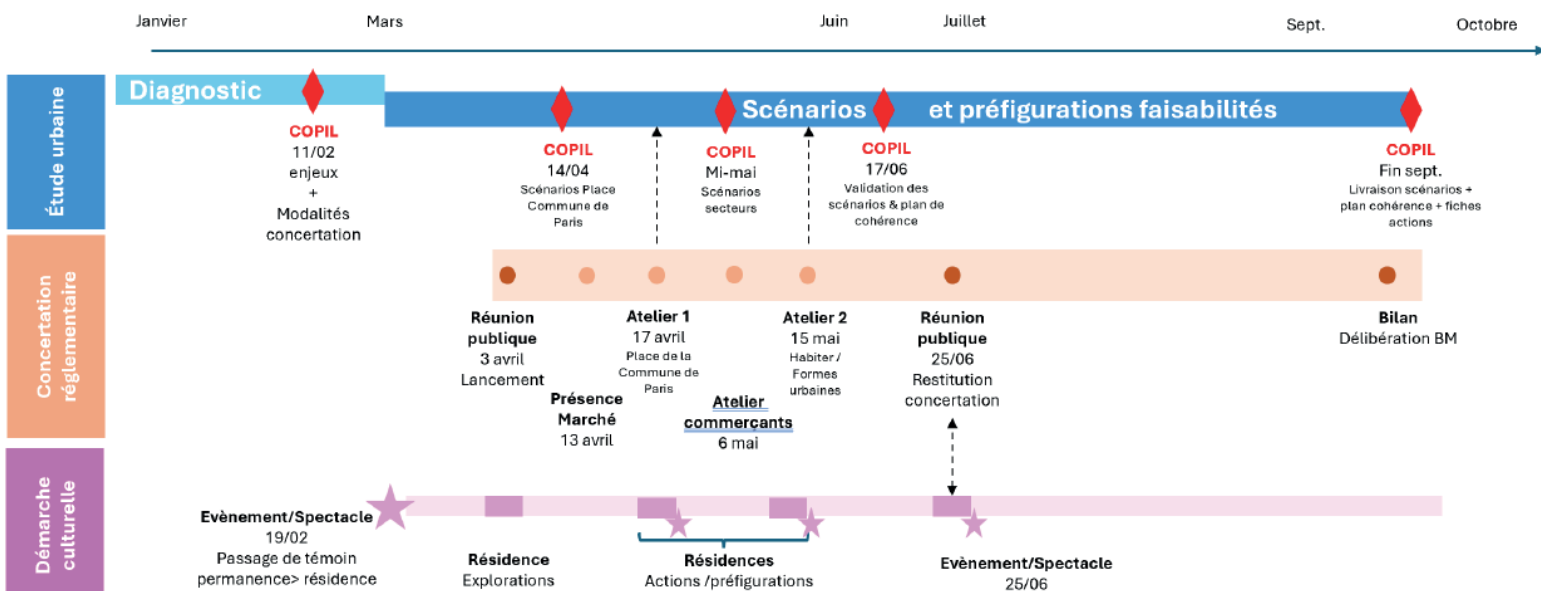 Janvier
Mars
Juin
Juillet
Sept.
Octobre
Étude urbaine
Diagnostic
Scénarios
et préfigurations faisabilités
COPIL
11/02
enjeux
+
Modalités
concertation
COPIL
14/04
Scénarios Place
Commune de
Paris
COPIL
Mi-mai
Scénarios
secteurs
COPIL
17/06
Validation des
scénarios & plan de
cohérence
COPIL
Fin sept.
Livraison scénarios +
plan cohérence + fiches
actions
Concertation
réglementaire
Réunion
publique
3 avril
Lancement
Présence
Marché
13 avril
Atelier 1
17 avril
Place de la
Commune de
Paris
Atelier
commerçants
6 mai
Atelier 2
15 mai
Habiter /
Formes
urbaines
Réunion
publique
25/06
Restitution
concertation
Bilan
Délibération BM
Démarche
culturelle
Evènement/Spectacle
19/02
Passage de témoin
permanence> résidence
Résidence
Explorations
Résidences
Actions /préfigurations
Evènement/Spectacle
25/06